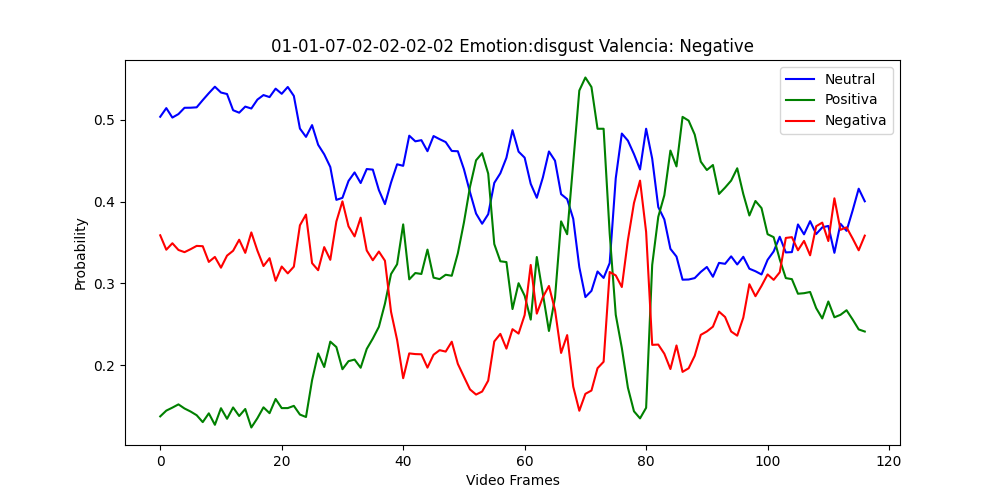 01-01-07-02-02-02-02 Emotion:disgust Valencia: Negative
Neutral
Positiva
Negativa
0.5
0.4
0.3
0.2
Probability
0 20 40 60 80 100 120
Video Frames